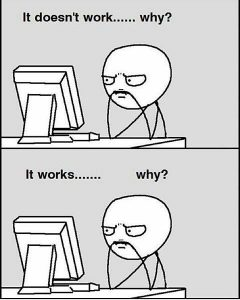 It doesn't work...... why?
It works....... why?